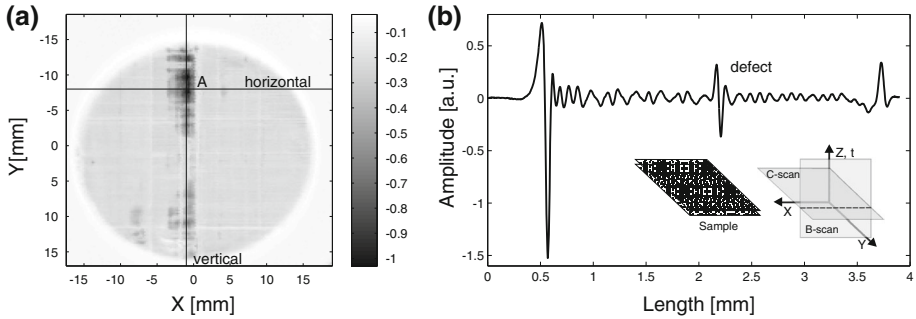 (a)
-15
-10
-5
0
5
10
15
Y[mm]
A
horizontal
vertical
-15 -10 -5 0 5 10 15
X [mm]
-0.1
-0.2
-0.3
-0.4
-0.5
-0.6
-0.7
-0.8
-0.9
-1
(b)
0.5
0
-0.5
-1
-1.5
Amplitude [a.u.]
defect
Sample
Z, t
C-scan
X
B-scan
Y
0 0.5 1 1.5 2 2.5 3 3.5 4
Length [mm]